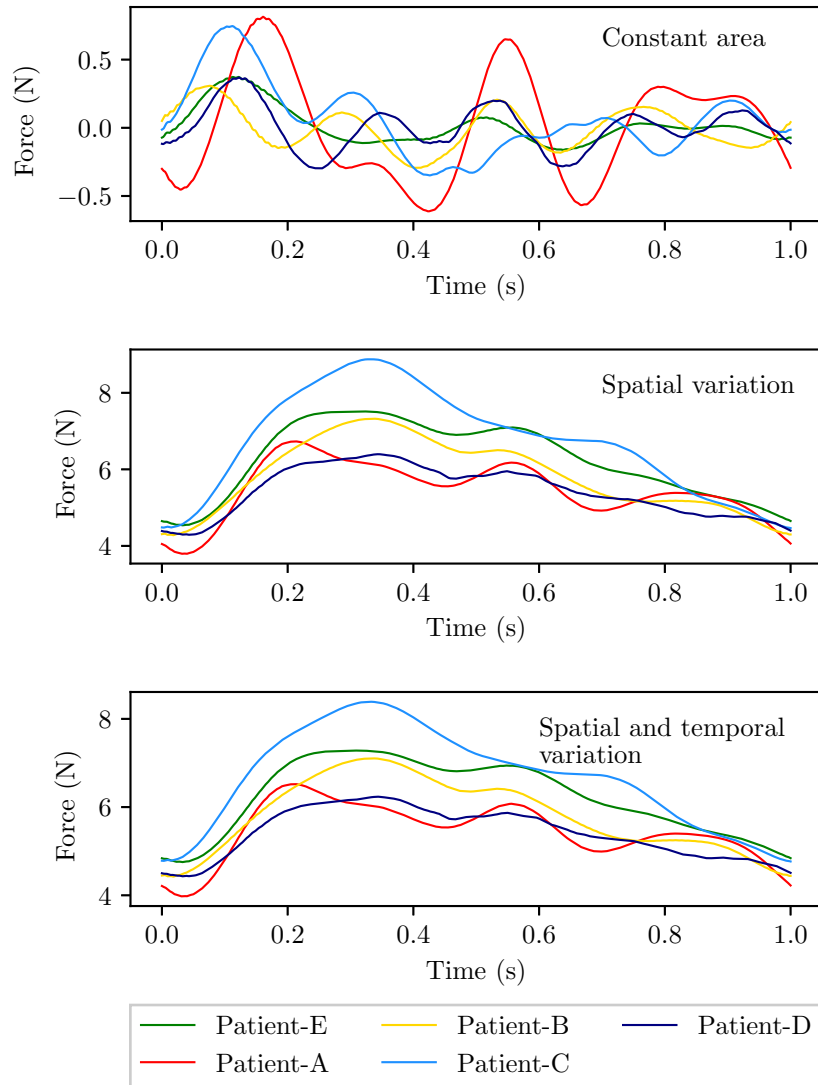 Constant area
0.5
0.0
−0.5
Force (N)
0.0 0.2 0.4 0.6 0.8 1.0
Time (s)
Spatial variation
8
6
4
Force (N)
0.0 0.2 0.4 0.6 0.8 1.0
Time (s)
Spatial and temporal
variation
8
6
4
Force (N)
0.0 0.2 0.4 0.6 0.8 1.0
Time (s)
Patient-E Patient-B Patient-D
Patient-A Patient-C